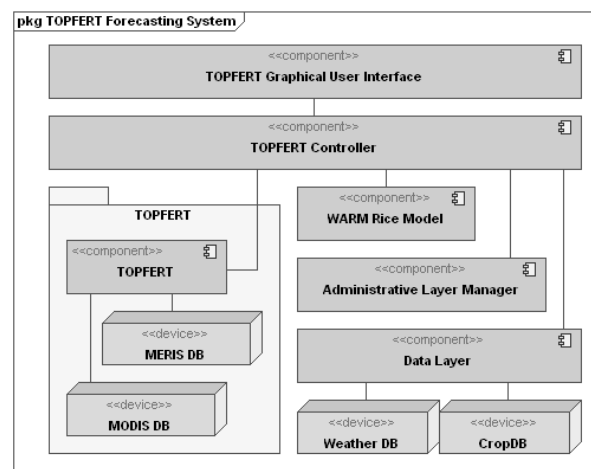 pkg TOPFERT Forecasting System
<<component>>
TOPFERT Graphical User Interface
<<component>>
TOPFERT Controller
TOPFERT
<<component>>
TOPFERT
<<device>>
MERIS DB
<<device>>
MODIS DB
<<component>>
WARM Rice Model
<<component>>
Administrative Layer Manager
<<component>>
Data Layer
<<device>>
Weather DB
<<device>>
CropDB